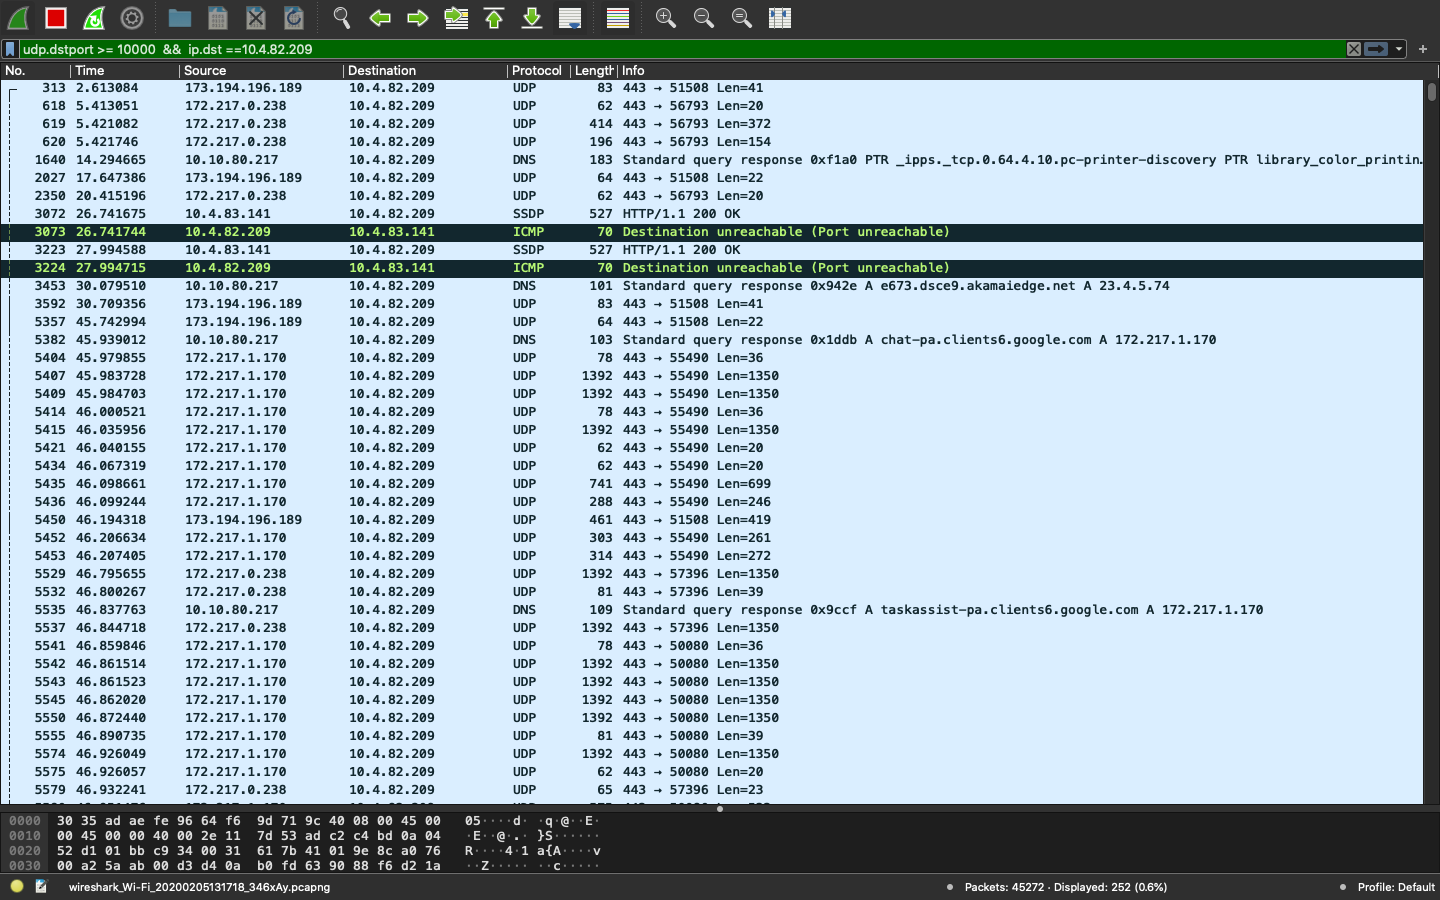 udp.dstport >= 10000 && ip.dst ==10.4.82.209
No. Time Source Destination Protocol Length Info
313 2.613084 173.194.196.189 10.4.82.209 UDP 83 443 → 51508 Len=41
618 5.413051 172.217.0.238 10.4.82.209 UDP 62 443 → 56793 Len=20
619 5.421082 172.217.0.238 10.4.82.209 UDP 414 443 → 56793 Len=372
620 5.421746 172.217.0.238 10.4.82.209 UDP 196 443 → 56793 Len=154
1640 14.294665 10.10.80.217 10.4.82.209 DNS 183 Standard query response 0xf1a0 PTR _ipps._tcp.0.64.4.10.pc-printer-discovery PTR library_color_printin…
2027 17.647386 173.194.196.189 10.4.82.209 UDP 64 443 → 51508 Len=22
2350 20.415196 172.217.0.238 10.4.82.209 UDP 62 443 → 56793 Len=20
3072 26.741675 10.4.83.141 10.4.82.209 SSDP 527 HTTP/1.1 200 OK
3073 26.741744 10.4.82.209 10.4.83.141 ICMP 70 Destination unreachable (Port unreachable)
3223 27.994588 10.4.83.141 10.4.82.209 SSDP 527 HTTP/1.1 200 OK
3224 27.994715 10.4.82.209 10.4.83.141 ICMP 70 Destination unreachable (Port unreachable)
3453 30.079510 10.10.80.217 10.4.82.209 DNS 101 Standard query response 0x942e A e673.dsce9.akamaiedge.net A 23.4.5.74
3592 30.709356 173.194.196.189 10.4.82.209 UDP 83 443 → 51508 Len=41
5357 45.742994 173.194.196.189 10.4.82.209 UDP 64 443 → 51508 Len=22
5382 45.939012 10.10.80.217 10.4.82.209 DNS 103 Standard query response 0x1ddb A chat-pa.clients6.google.com A 172.217.1.170
5404 45.979855 172.217.1.170 10.4.82.209 UDP 78 443 → 55490 Len=36
5407 45.983728 172.217.1.170 10.4.82.209 UDP 1392 443 → 55490 Len=1350
5409 45.984703 172.217.1.170 10.4.82.209 UDP 1392 443 → 55490 Len=1350
5414 46.000521 172.217.1.170 10.4.82.209 UDP 78 443 → 55490 Len=36
5415 46.035956 172.217.1.170 10.4.82.209 UDP 1392 443 → 55490 Len=1350
5421 46.040155 172.217.1.170 10.4.82.209 UDP 62 443 → 55490 Len=20
5434 46.067319 172.217.1.170 10.4.82.209 UDP 62 443 → 55490 Len=20
5435 46.098661 172.217.1.170 10.4.82.209 UDP 741 443 → 55490 Len=699
5436 46.099244 172.217.1.170 10.4.82.209 UDP 288 443 → 55490 Len=246
5450 46.194318 173.194.196.189 10.4.82.209 UDP 461 443 → 51508 Len=419
5452 46.206634 172.217.1.170 10.4.82.209 UDP 303 443 → 55490 Len=261
5453 46.207405 172.217.1.170 10.4.82.209 UDP 314 443 → 55490 Len=272
5529 46.795655 172.217.0.238 10.4.82.209 UDP 1392 443 → 57396 Len=1350
5532 46.800267 172.217.0.238 10.4.82.209 UDP 81 443 → 57396 Len=39
5535 46.837763 10.10.80.217 10.4.82.209 DNS 109 Standard query response 0x9ccf A taskassist-pa.clients6.google.com A 172.217.1.170
5537 46.844718 172.217.0.238 10.4.82.209 UDP 1392 443 → 57396 Len=1350
5541 46.859846 172.217.1.170 10.4.82.209 UDP 78 443 → 50080 Len=36
5542 46.861514 172.217.1.170 10.4.82.209 UDP 1392 443 → 50080 Len=1350
5543 46.861523 172.217.1.170 10.4.82.209 UDP 1392 443 → 50080 Len=1350
5545 46.862020 172.217.1.170 10.4.82.209 UDP 1392 443 → 50080 Len=1350
5550 46.872440 172.217.1.170 10.4.82.209 UDP 1392 443 → 50080 Len=1350
5555 46.890735 172.217.1.170 10.4.82.209 UDP 81 443 → 50080 Len=39
5574 46.926049 172.217.1.170 10.4.82.209 UDP 1392 443 → 50080 Len=1350
5575 46.926057 172.217.1.170 10.4.82.209 UDP 62 443 → 50080 Len=20
5579 46.932241 172.217.0.238 10.4.82.209 UDP 65 443 → 57396 Len=23
0000 30 35 ad ae fe 96 64 f6 9d 71 9c 40 08 00 45 00 05····d· ·q·@··E·
0010 00 45 00 00 40 00 2e 11 7d 53 ad c2 c4 bd 0a 04 ·E··@·.· }S······
0020 52 d1 01 bb c9 34 00 31 61 7b 41 01 9e 8c a0 76 R····4·1 a{A····v
0030 00 a2 5a ab 00 d3 d4 0a b0 fd 63 90 88 f6 d2 1a ··Z····· ··c·····
wireshark_Wi-Fi_20200205131718_346xAy.pcapng Packets: 45272 · Displayed: 252 (0.6%) Profile: Default